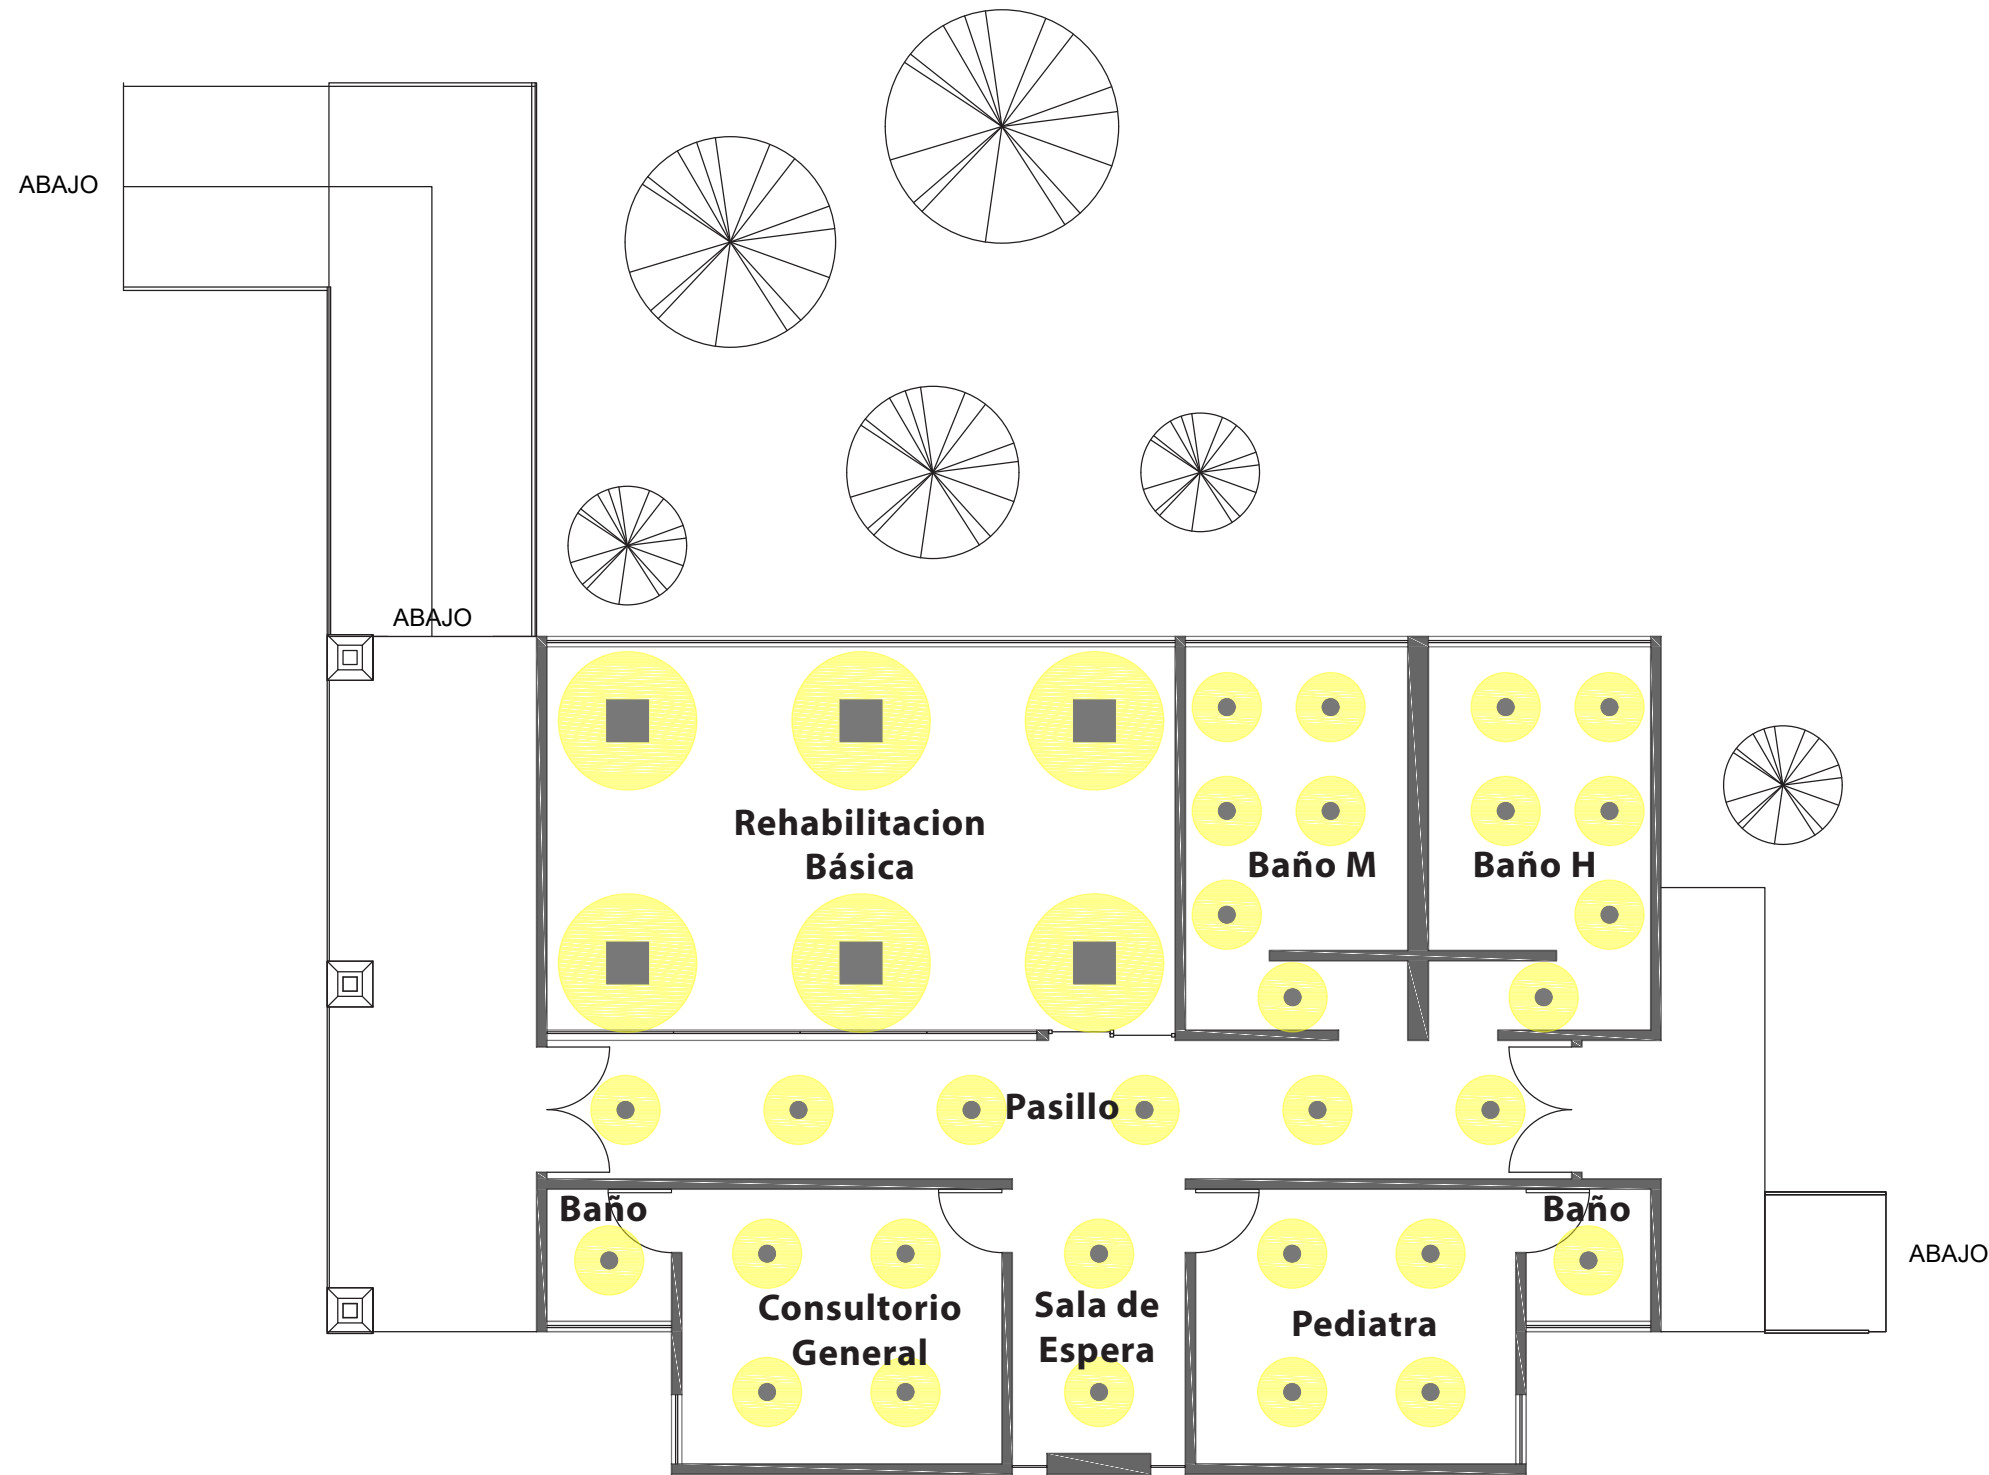 ABAJO
ABAJO
Rehabilitacion
Básica
Baño M
Baño H
Pasillo
Baño
Baño
Consultorio
General
Sala de
Espera
Pediatra
ABAJO